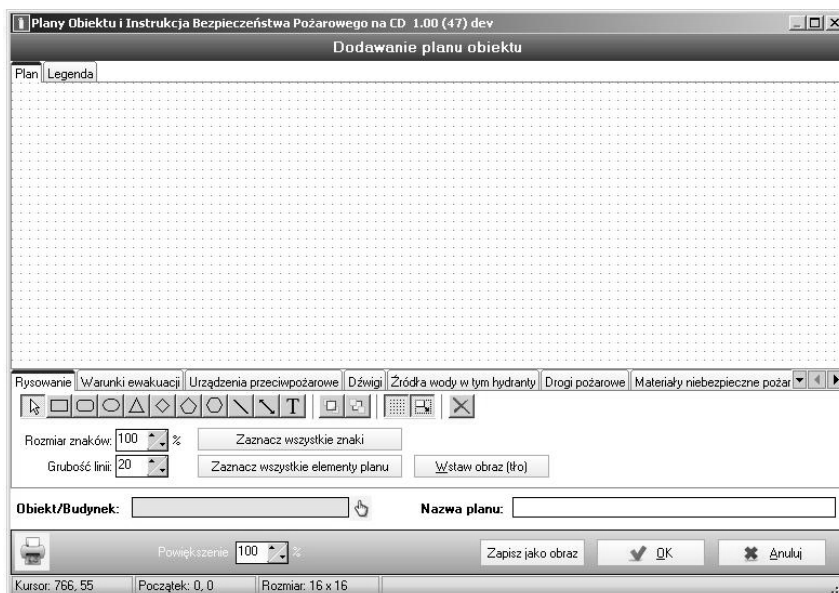 Plany Obiektu i Instrukcja Bezpieczeństwa Pożarowego na CD 1.00 (47) dev
Dodawanie planu obiektu
Plan Legenda
Rysowanie Warunki ewakuacji Urządzenia przeciwpożarowe Dźwigi Źródła wody w tym hydranty Drogi pożarowe Materiały niebezpieczne pożar
T
Rozmiar znaków: 100 % Zaznacz wszystkie znaki
Grubość linii: 20 Zaznacz wszystkie elementy planu Wstaw obraz (tło)
Obiekt/Budynek: Nazwa planu:
Powiększenie 100 % Zapisz jako obraz OK Anuluj
Kursor: 766, 55 Początek: 0, 0 Rozmiar: 16 x 16